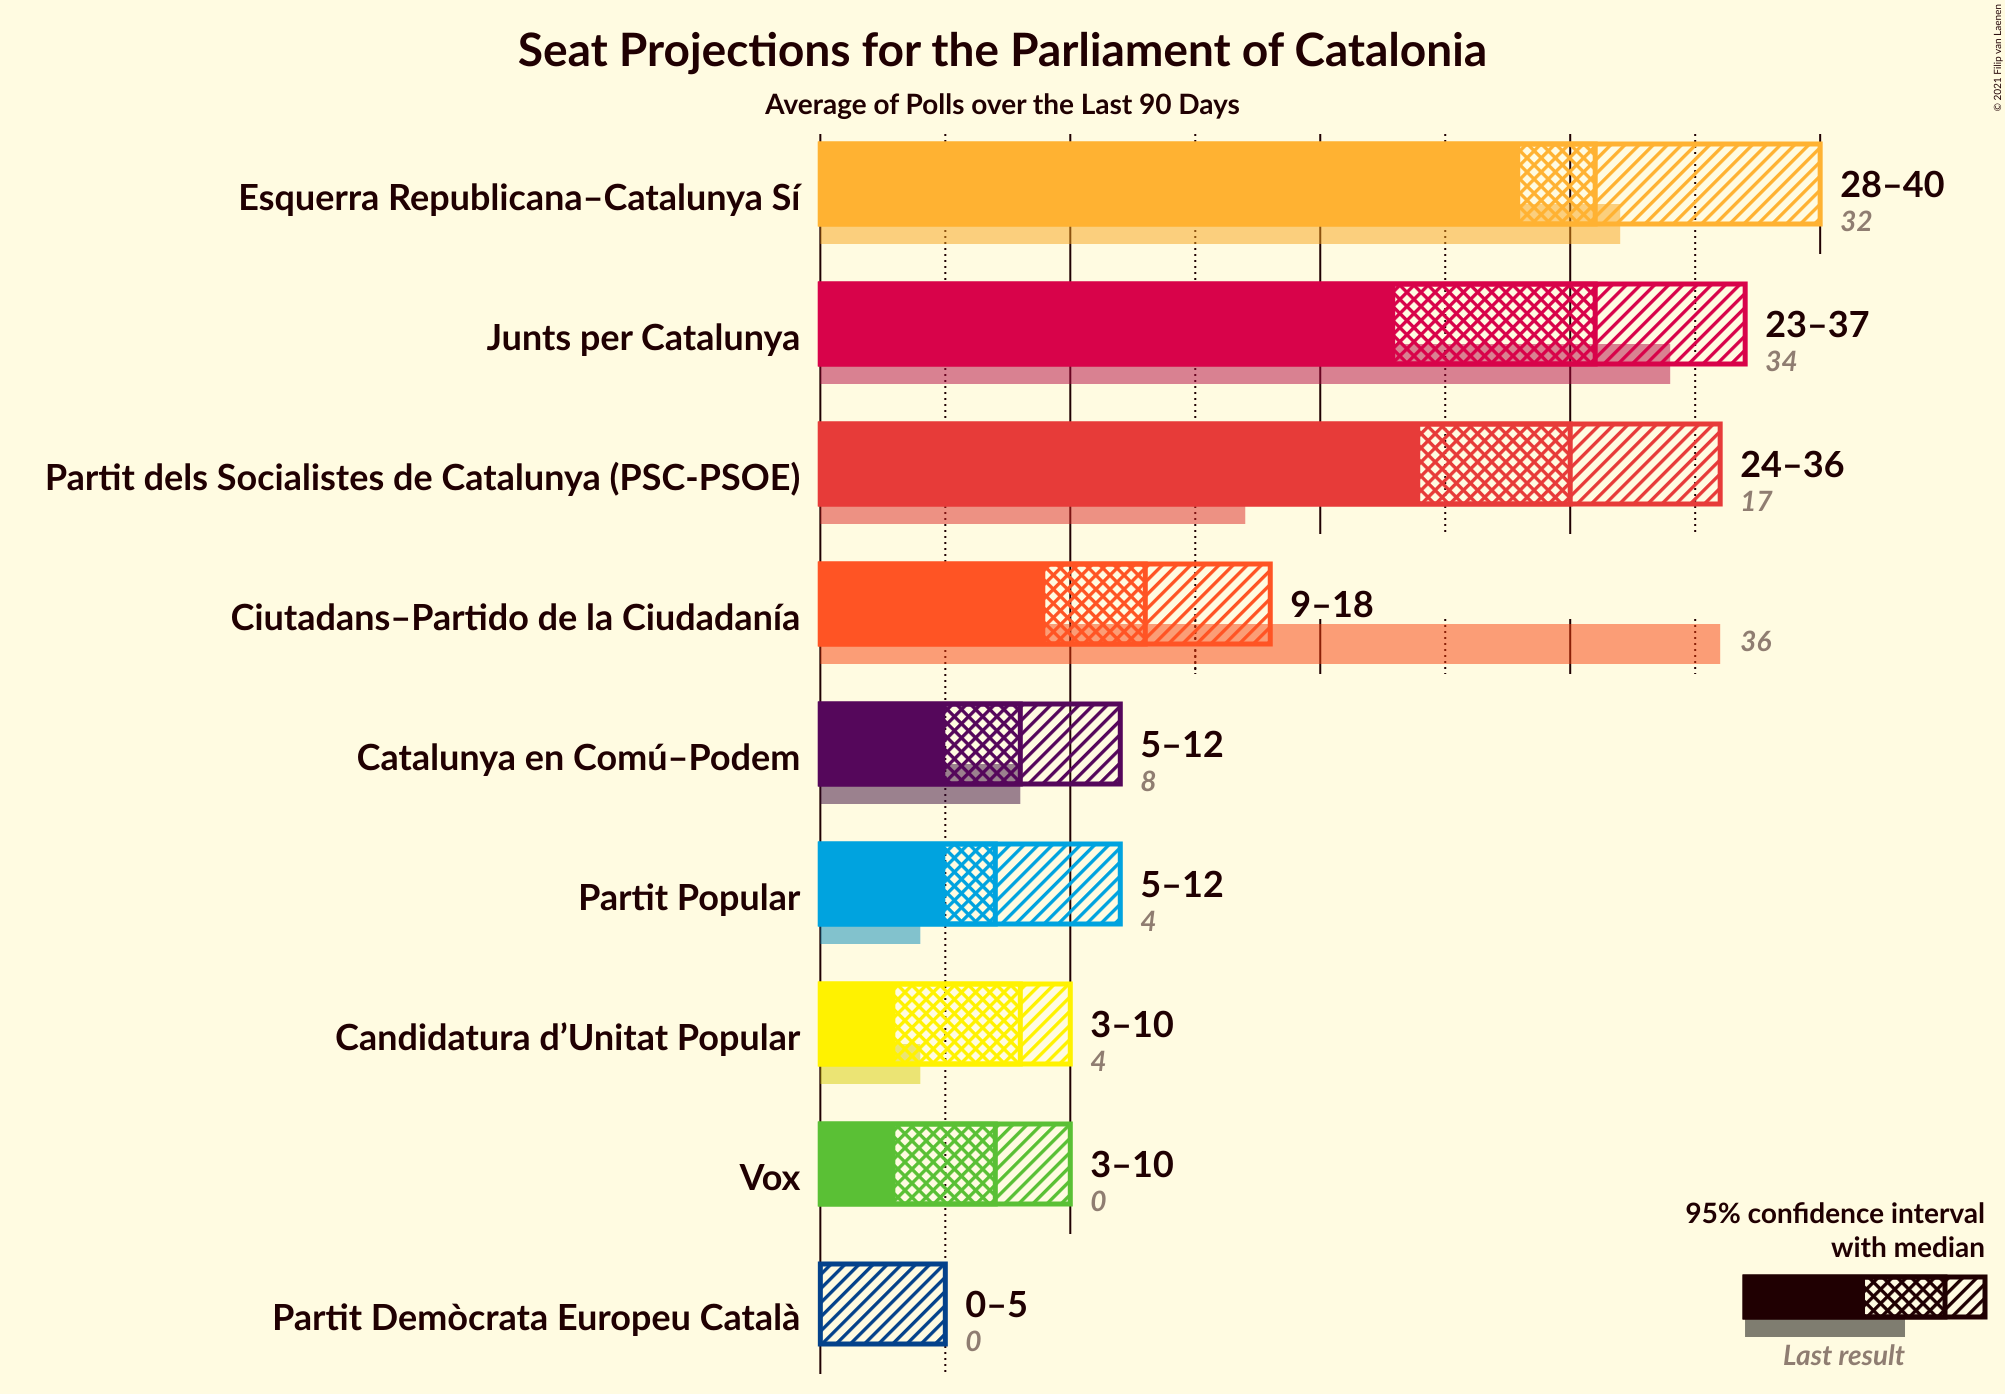 Seat Projections for the Parliament of Catalonia
Average of Polls over the Last 90 Days
© 2021 Filip van Laenen
Esquerra Republicana–Catalunya Sí
28–40
32
Junts per Catalunya
23–37
34
Partit dels Socialistes de Catalunya (PSC-PSOE)
24–36
17
Ciutadans–Partido de la Ciudadanía
9–18
36
Catalunya en Comú–Podem
5–12
8
Partit Popular
5–12
4
Candidatura d’Unitat Popular
3–10
4
Vox
3–10
0
Partit Demòcrata Europeu Català
0–5
0
95% confidence interval
with median
Last result